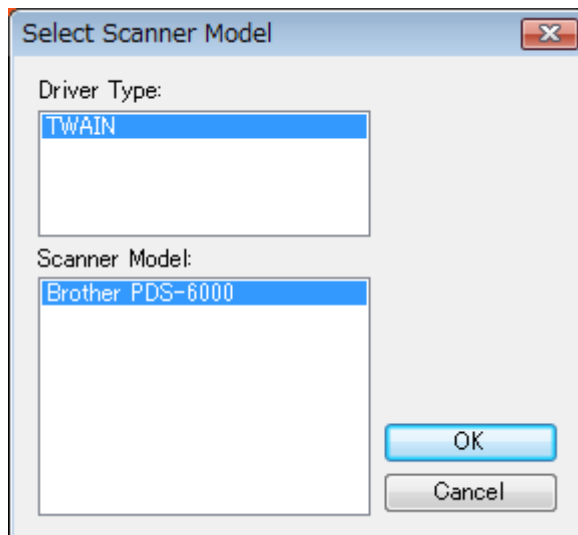 Select Scanner Model
Driver Type:
TWAIN
Scanner Model:
Brother PDS-6000
OK
Cancel